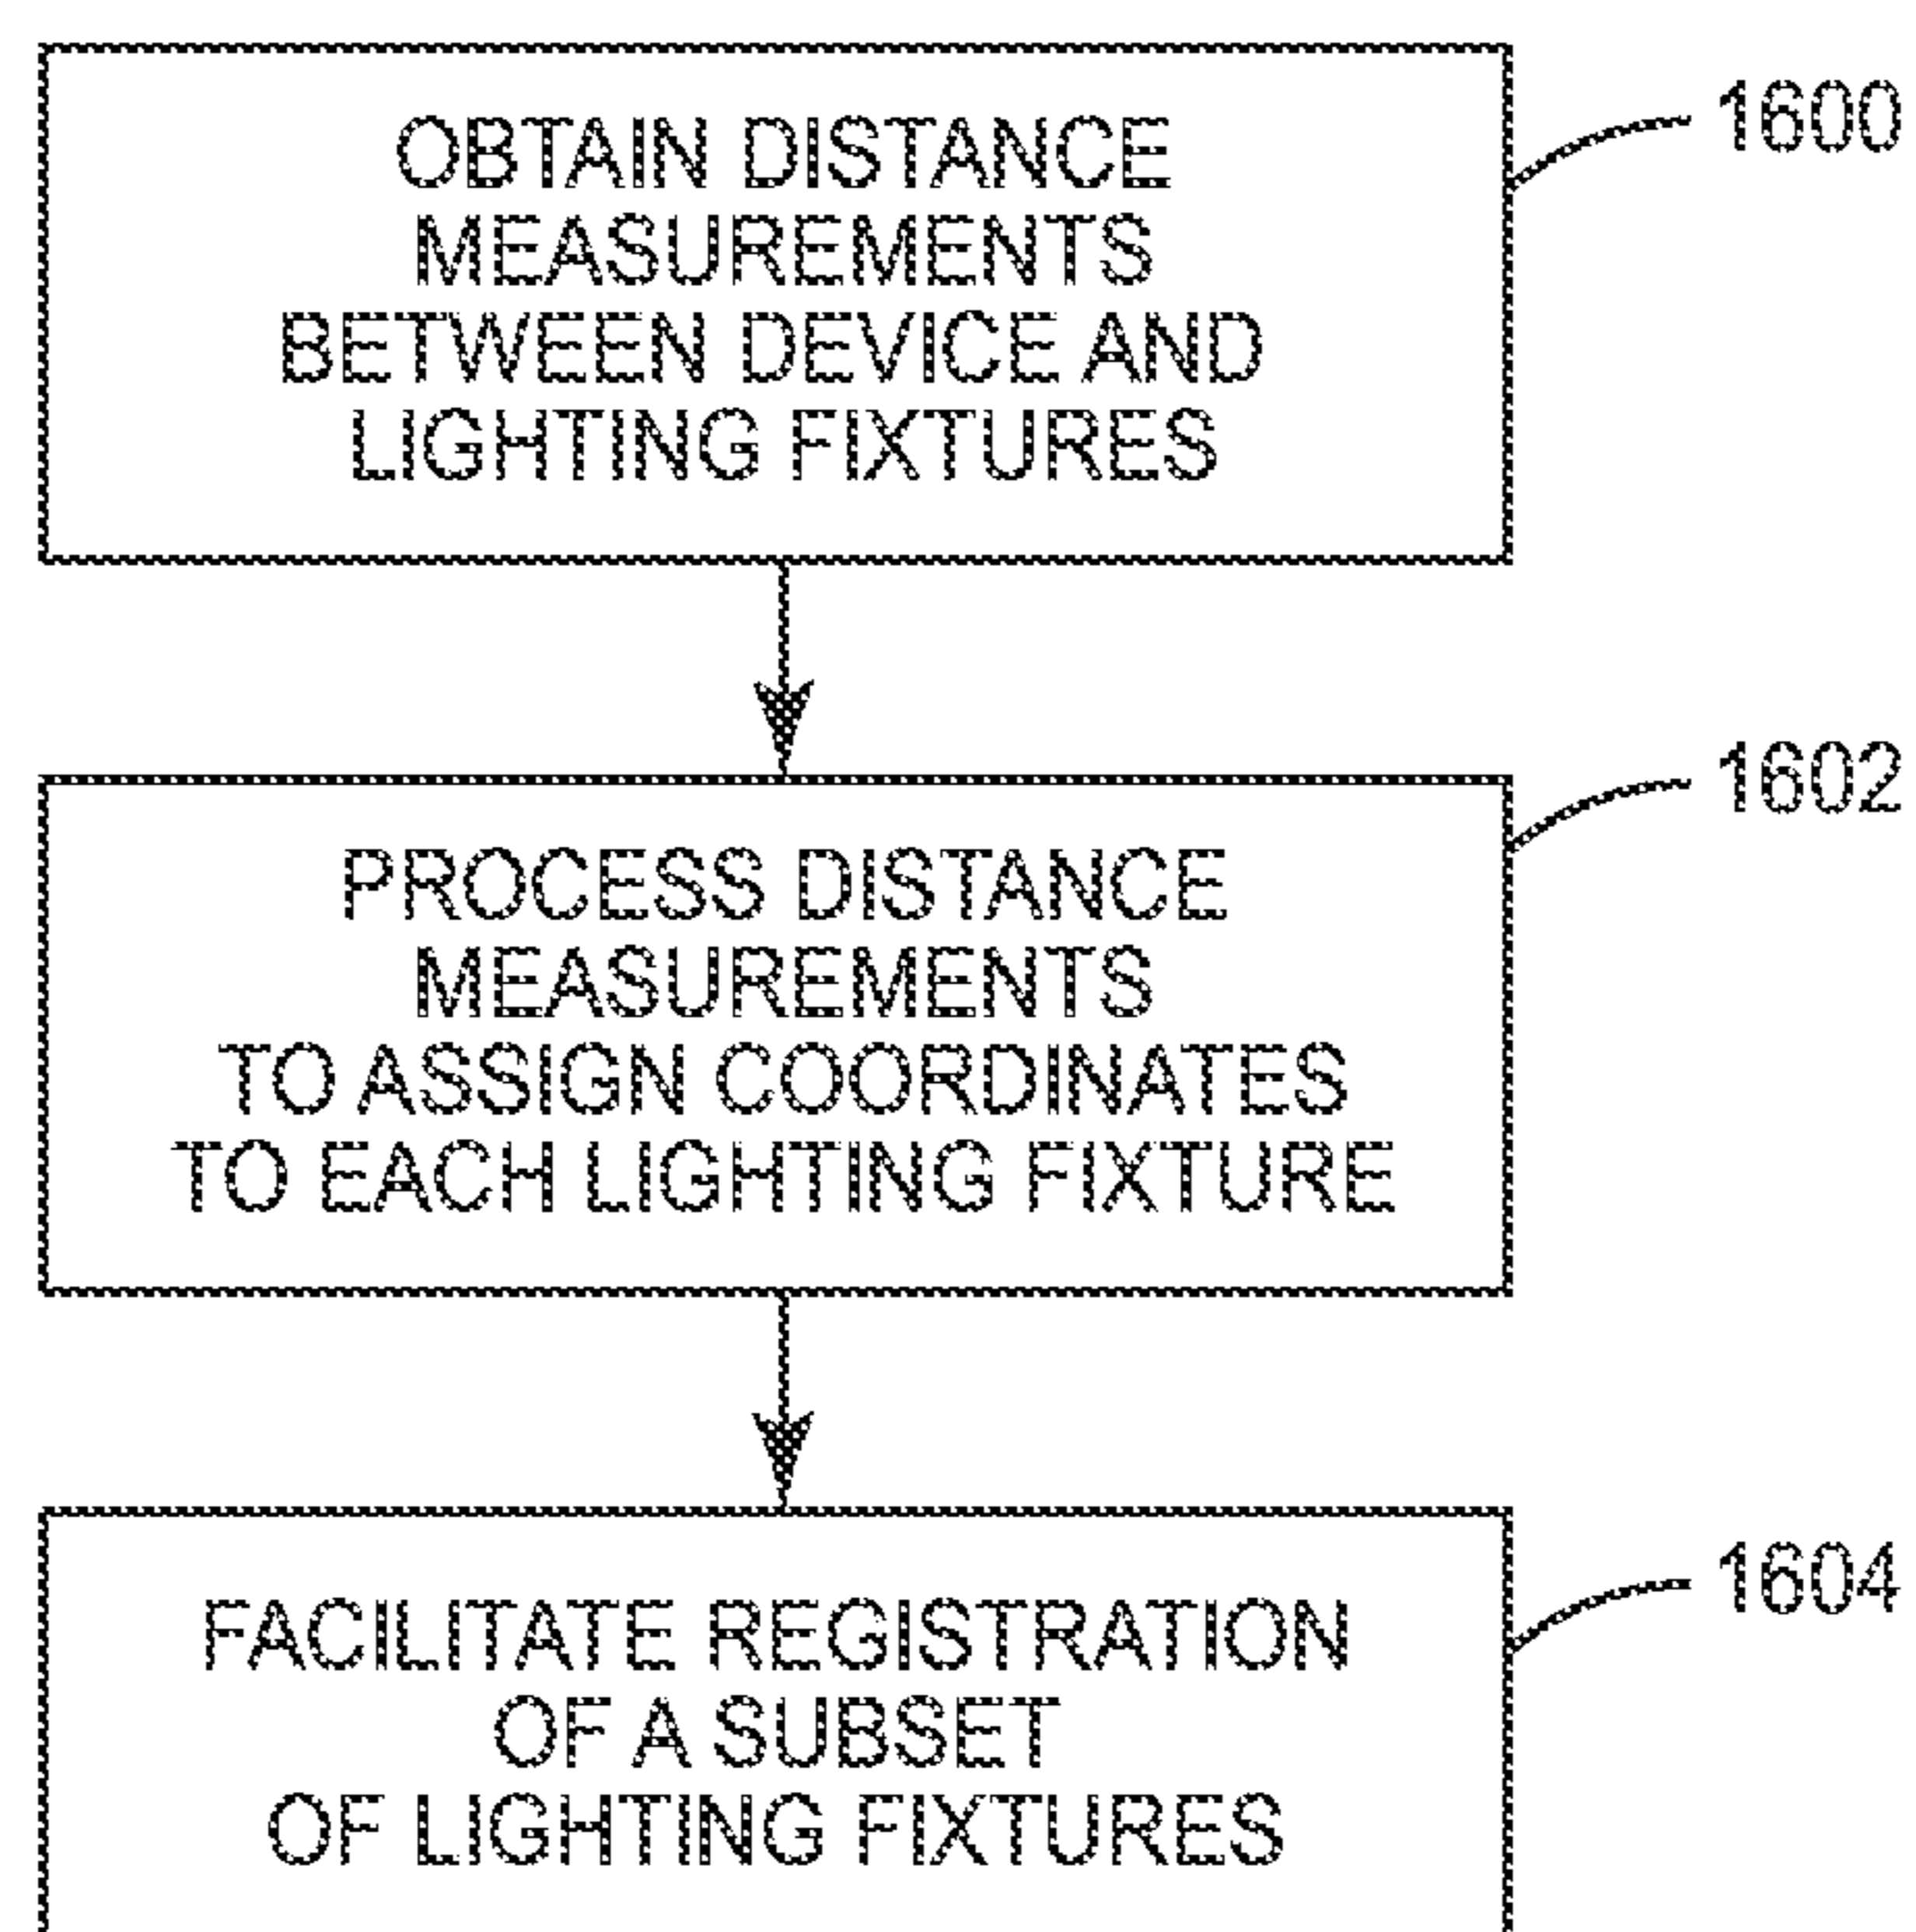 OBTAIN DISTANCE
MEASUREMENTS
BETWEEN DEVICE AND
LIGHTING FIXTURES
1600
PROCESS DISTANCE
MEASUREMENTS
TO ASSIGN COORDINATES
TO EACH LIGHTING FIXTURE
1602
FACILITATE REGISTRATION
OF A SUBSET
OF LIGHTING FIXTURES
1604